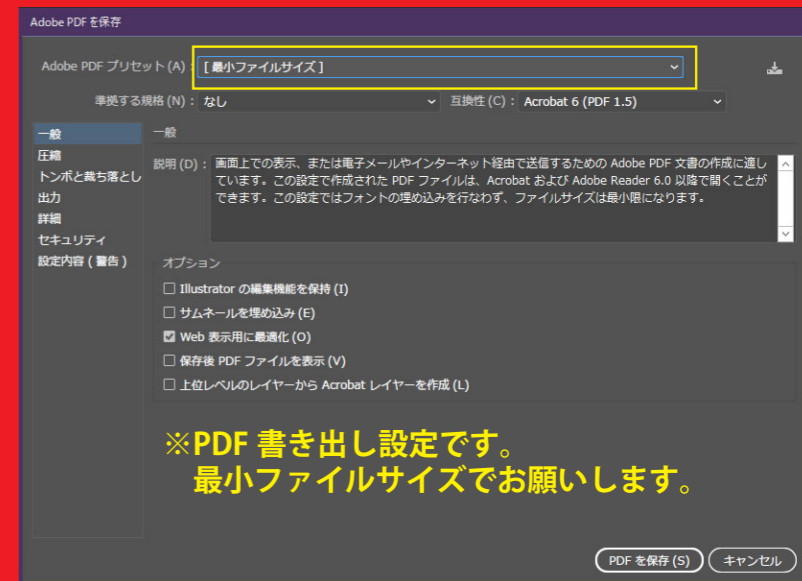 Adobe PDF を保存
Adobe PDF プリセット (A) : [ 最小ファイルサイズ ]
準拠する規格 (N) : なし 互換性 (C) : Acrobat 6 (PDF 1.5)
一般
圧縮
トンボと裁ち落とし
出力
詳細
セキュリティ
設定内容 ( 警告 )
一般
説明 (D) : 画面上での表示、または電子メールやインターネット経由で送信するための Adobe PDF 文書の作成に適し
ています。この設定で作成された PDF ファイルは、Acrobat および Adobe Reader 6.0 以降で開くことが
できます。この設定ではフォントの埋め込みを行なわず、ファイルサイズは最小限になります。
オプション
Illustrator の編集機能を保持 (I)
サムネールを埋め込み (E)
Web 表示用に最適化 (O)
保存後 PDF ファイルを表示 (V)
上位レベルのレイヤーから Acrobat レイヤーを作成 (L)
※PDF 書き出し設定です。
最小ファイルサイズでお願いします。
PDF を保存 (S) キャンセル